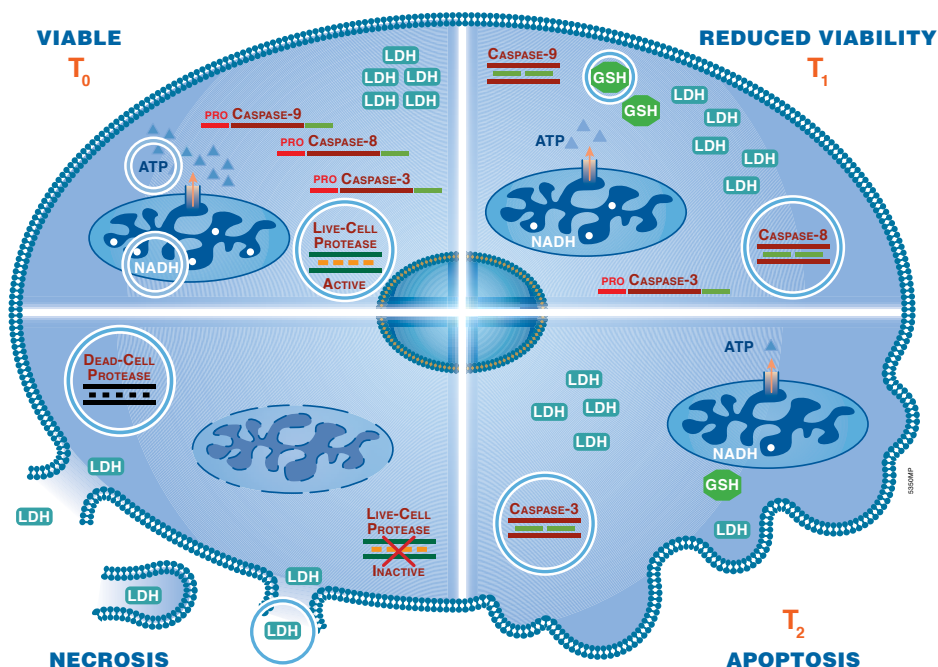 VIABLE
T0
LDH
LDH LDH
LDH LDH
PRO CASPASE-9
PRO CASPASE-8
PRO CASPASE-3
ATP
NADH
LIVE-CELL
PROTEASE
ACTIVE
REDUCED VIABILITY
T1
CASPASE-9
GSH
GSH
LDH
LDH
LDH
LDH
LDH
ATP
NADH
CASPASE-8
PRO CASPASE-3
DEAD-CELL
PROTEASE
LDH
LDH
LIVE-CELL
PROTEASE
INACTIVE
LDH
LDH
LDH
NECROSIS
ATP
LDH
LDH
LDH
LDH
NADH
GSH
CASPASE-3
LDH
5350MP
T2
APOPTOSIS